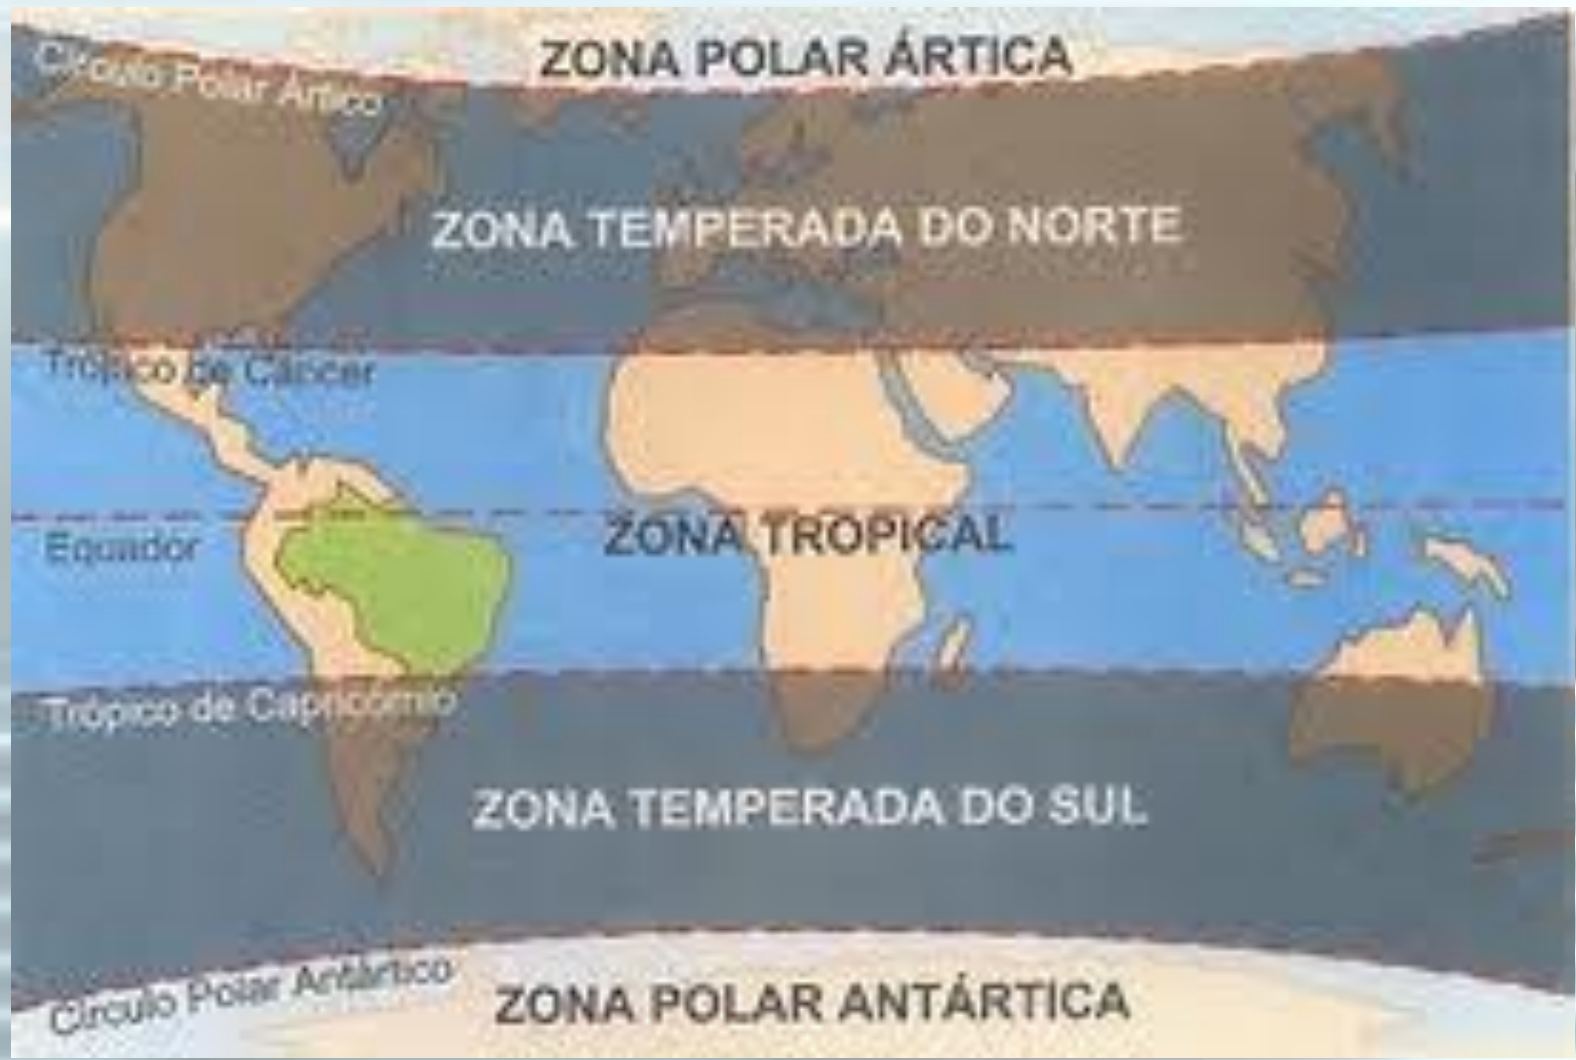 ZONA POLAR ÁRTICA
Círculo Polar Ártico
ZONA TEMPERADA DO NORTE
Trópico de Câncer
Equador
ZONA TROPICAL
Trópico de Capricórnio
ZONA TEMPERADA DO SUL
Círculo Polar Antártico
ZONA POLAR ANTÁRTICA